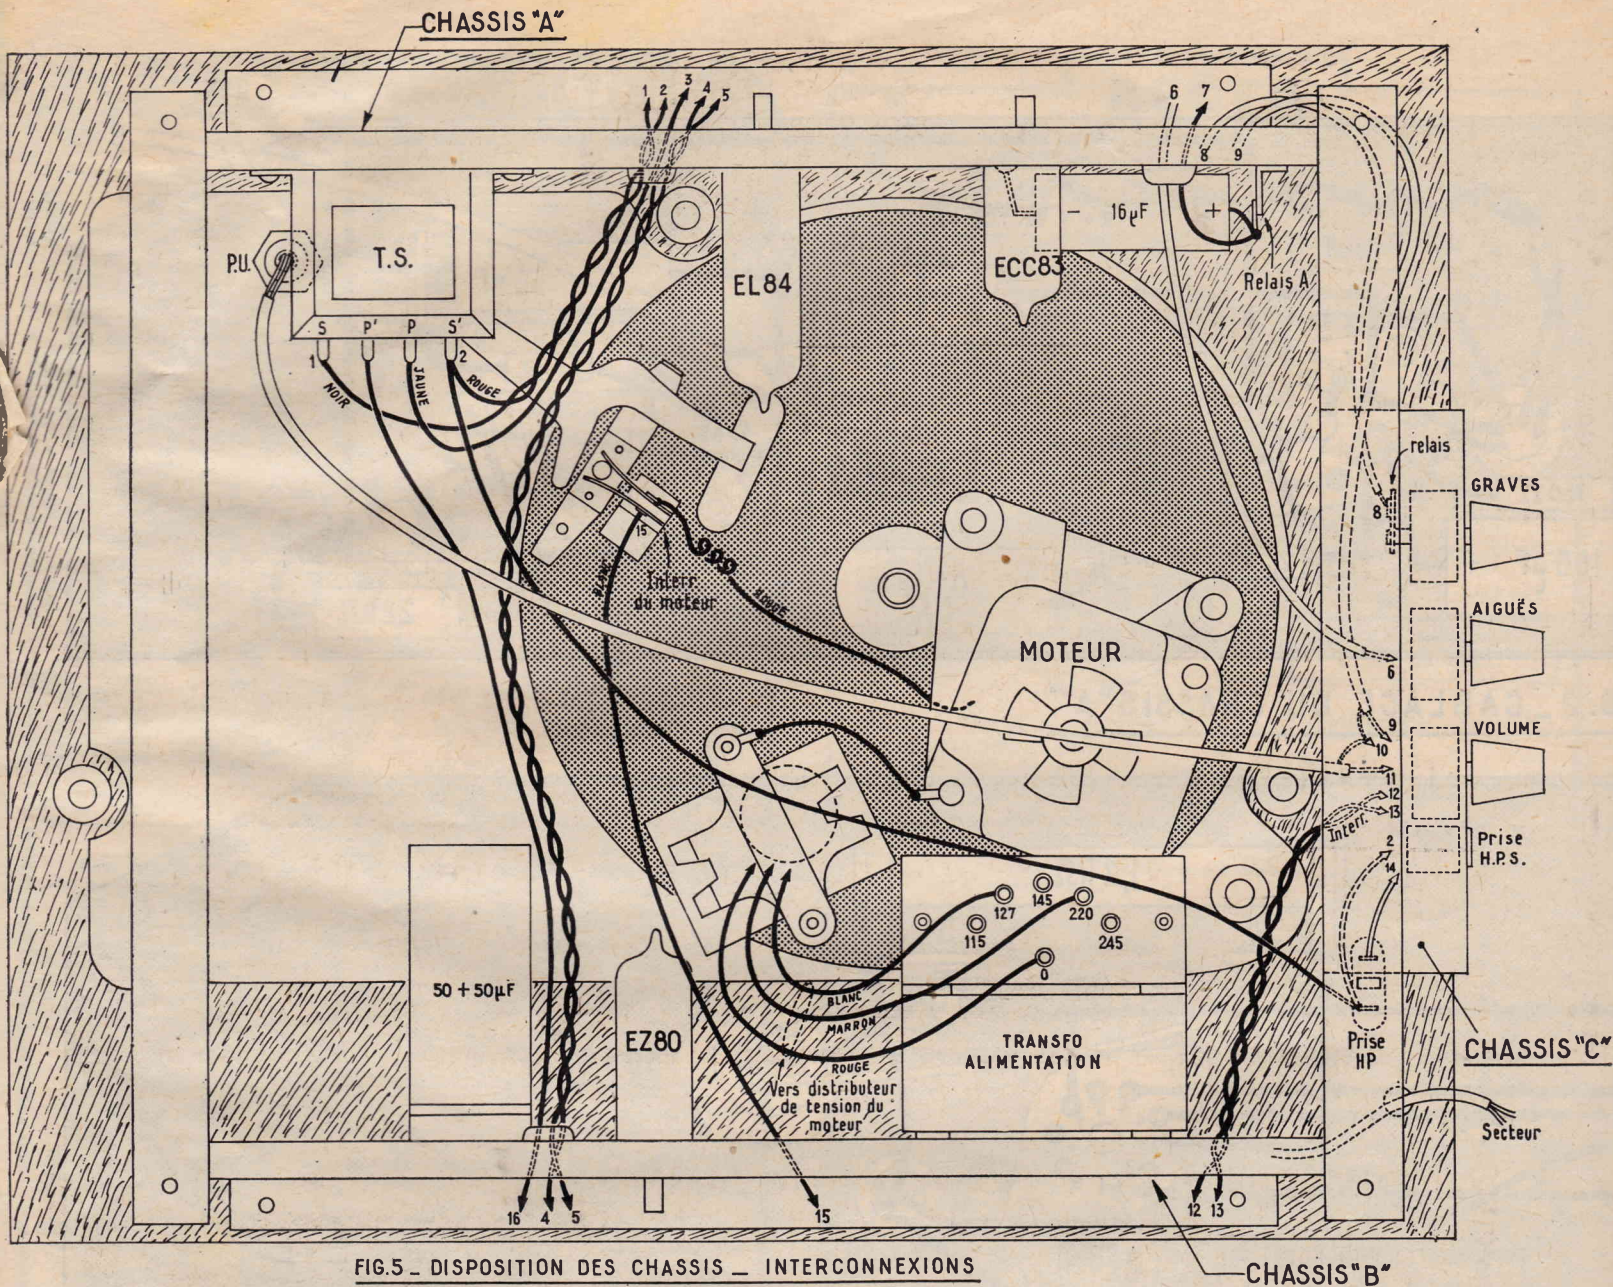 CHASSIS "A"
1 2 3 4 5
6 7
8 9
P.U.
T.S.
EL84
ECC83
- 16µF +
Relais A
S P' P S'
1 2
NOIR
JAUNE
ROUGE
relais
GRAVES
8
15
Interr
du moteur
BLANC
ROUGE
AIGUËS
MOTEUR
6
VOLUME
9
10
11
12
13
Interr.
2
14
Prise
H.P.S.
127
145
220
115
245
0
50 + 50µF
BLANC
MARRON
ROUGE
EZ80
TRANSFO
ALIMENTATION
Prise
HP
CHASSIS "C"
Vers distributeur
de tension du
moteur
Secteur
16 4 5
15
12 13
FIG.5 _ DISPOSITION DES CHASSIS _ INTERCONNEXIONS
CHASSIS "B"